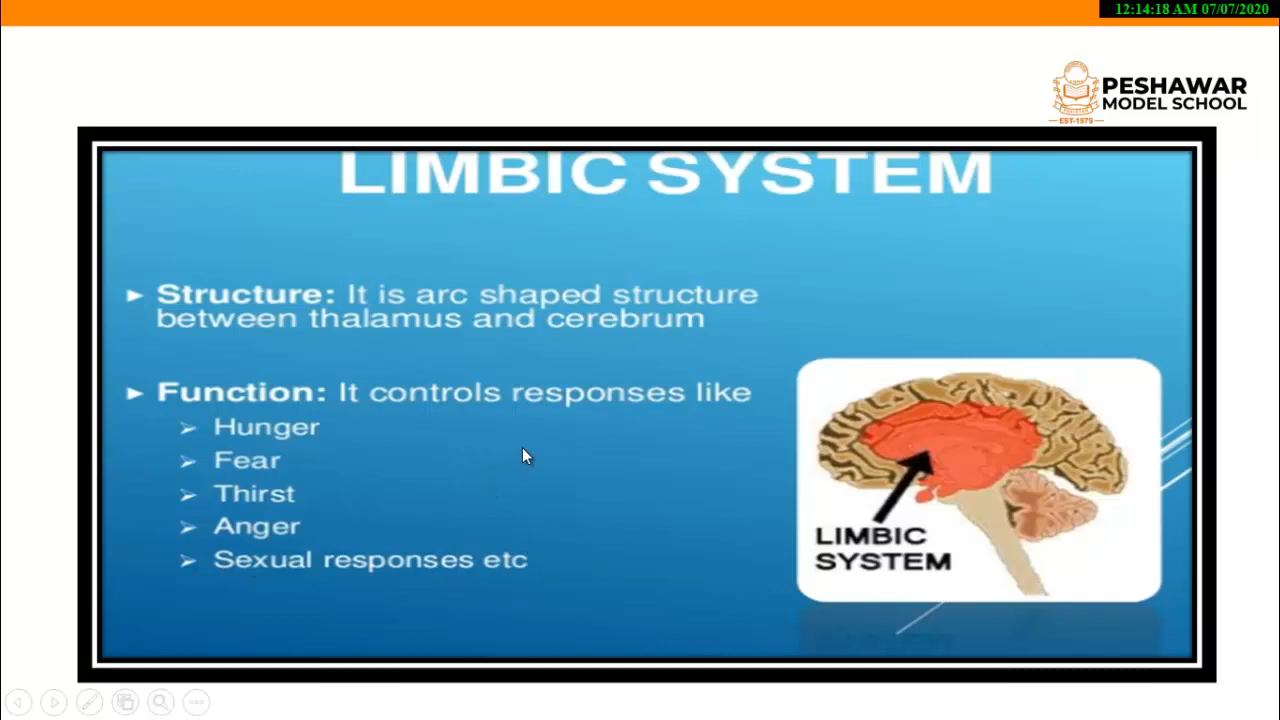 12:14:18 AM 07/07/2020
PESHAWAR
MODEL SCHOOL
EST-1979
LIMBIC SYSTEM
Structure: It is arc shaped structure
between thalamus and cerebrum
Function: It controls responses like
Hunger
Fear
Thirst
Anger
Sexual responses etc
LIMBIC
SYSTEM